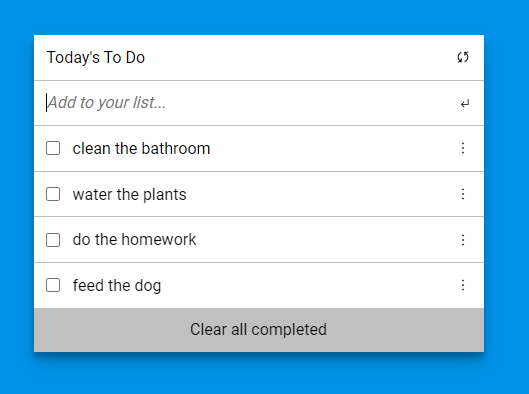 Today's To Do
Add to your list...
clean the bathroom
water the plants
do the homework
feed the dog
Clear all completed